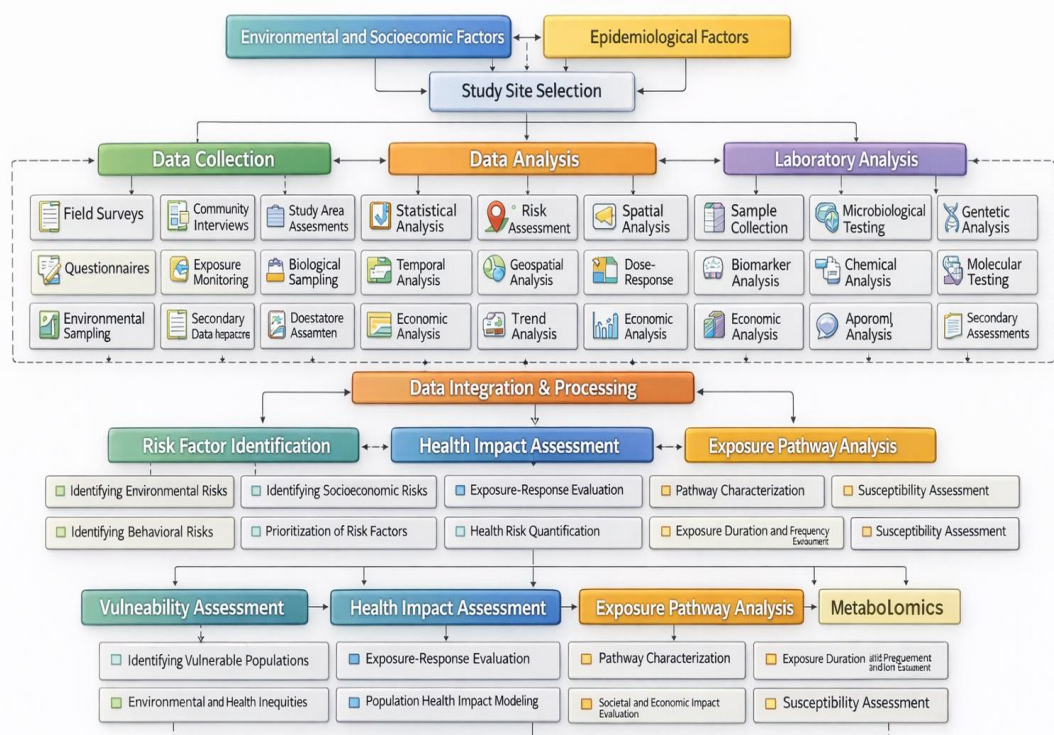 Environmental and Socioecomic Factors
Epidemiological Factors
Study Site Selection
Data Collection
Data Analysis
Laboratory Analysis
Field Surveys
Community
Interviews
Study Area
Assesments
Statistical
Analysis
Risk
Assessment
Spatial
Analysis
Sample
Collection
Microbiological
Testing
Gentetic
Analysis
Questionnaires
Exposure
Monitoring
Biological
Sampling
Temporal
Analysis
Geospatial
Analysis
Dose-
Response
Biomarker
Analysis
Chemical
Analysis
Molecular
Testing
Environmental
Sampling
Secondary
Data
Doestatore
Assamten
Economic
Analysis
Trend
Analysis
Economic
Analysis
Economic
Analysis
Analysis
Secondary
Assessments
Data Integration & Processing
Risk Factor Identification
Health Impact Assessment
Exposure Pathway Analysis
Identifying Environmental Risks
Identifying Socioeconomic Risks
Exposure-Response Evaluation
Pathway Characterization
Susceptibility Assessment
Identifying Behavioral Risks
Prioritization of Risk Factors
Health Risk Quantification
Exposure Duration and Frequency
Susceptibility Assessment
Vulneability Assessment
Health Impact Assessment
Exposure Pathway Analysis
Metabolomics
Identifying Vulnerable Populations
Exposure-Response Evaluation
Pathway Characterization
Exposure Duration
Environmental and Health Inequities
Population Health Impact Modeling
Societal and Economic Impact
Evaluation
Susceptibility Assessment